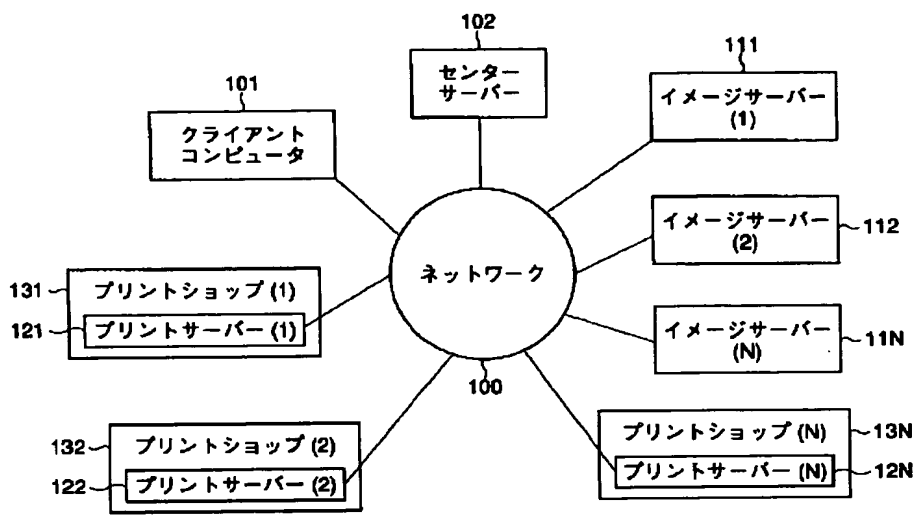 102
センター
サーバー
111
イメージサーバー
(1)
101
クライアント
コンピュータ
イメージサーバー
(2)
112
ネットワーク
100
131
プリントショップ (1)
121
プリントサーバー (1)
イメージサーバー
(N)
11N
132
プリントショップ (2)
122
プリントサーバー (2)
プリントショップ (N)
13N
プリントサーバー (N)
12N